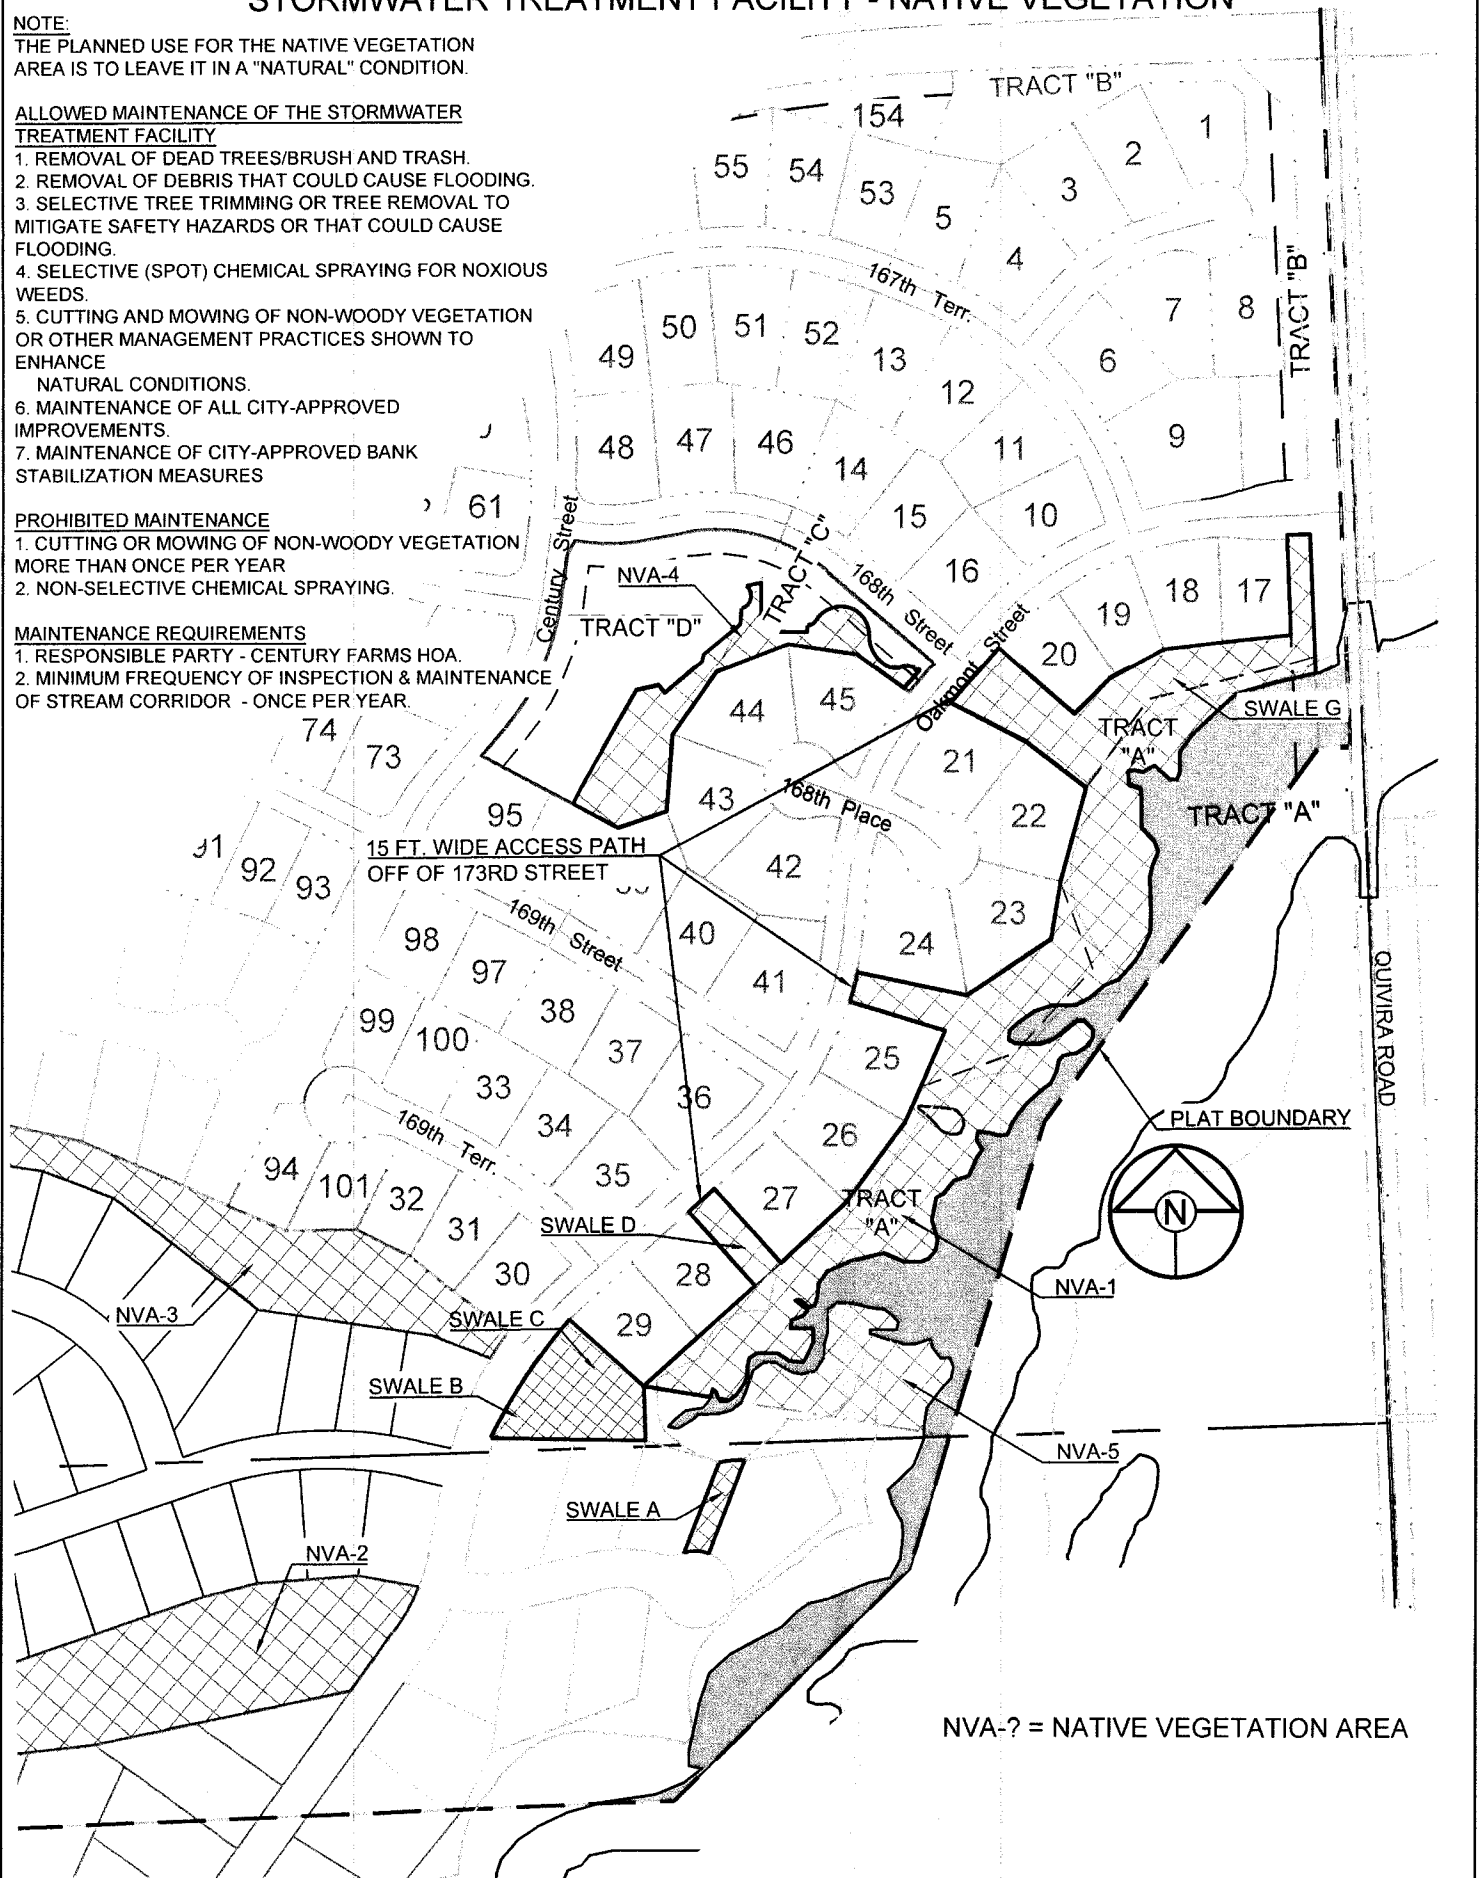 STORMWATER TREATMENT FACILITY - NATIVE VEGETATION
NOTE:
THE PLANNED USE FOR THE NATIVE VEGETATION
AREA IS TO LEAVE IT IN A "NATURAL" CONDITION.
ALLOWED MAINTENANCE OF THE STORMWATER
TREATMENT FACILITY
1. REMOVAL OF DEAD TREES/BRUSH AND TRASH.
2. REMOVAL OF DEBRIS THAT COULD CAUSE FLOODING.
3. SELECTIVE TREE TRIMMING OR TREE REMOVAL TO
MITIGATE SAFETY HAZARDS OR THAT COULD CAUSE
FLOODING.
4. SELECTIVE (SPOT) CHEMICAL SPRAYING FOR NOXIOUS
WEEDS.
5. CUTTING AND MOWING OF NON-WOODY VEGETATION
OR OTHER MANAGEMENT PRACTICES SHOWN TO
ENHANCE
NATURAL CONDITIONS.
6. MAINTENANCE OF ALL CITY-APPROVED
IMPROVEMENTS.
7. MAINTENANCE OF CITY-APPROVED BANK
STABILIZATION MEASURES
PROHIBITED MAINTENANCE
1. CUTTING OR MOWING OF NON-WOODY VEGETATION
MORE THAN ONCE PER YEAR
2. NON-SELECTIVE CHEMICAL SPRAYING.
MAINTENANCE REQUIREMENTS
1. RESPONSIBLE PARTY - CENTURY FARMS HOA.
2. MINIMUM FREQUENCY OF INSPECTION & MAINTENANCE
OF STREAM CORRIDOR - ONCE PER YEAR.
TRACT "B"
154
1
2
55
54
53
3
5
4
167th Terr.
TRACT "B"
7
8
50
51
52
49
13
6
12
48
47
46
14
11
9
61
15
10
Century Street
TRACT "C"
168th Street
16
NVA-4
18
17
19
TRACT "D"
20
Oakmont Street
44
45
SWALE G
TRACT
"A"
74
73
21
43
168th Place
22
TRACT "A"
95
91
92
93
15 FT. WIDE ACCESS PATH
OFF OF 173RD STREET
42
23
169th Street
98
40
24
97
41
QUIVIRA ROAD
38
99
100
37
25
33
36
34
26
169th Terr.
PLAT BOUNDARY
94
101
32
35
27
TRACT
"A"
N
31
SWALE D
30
28
NVA-1
NVA-3
SWALE C
29
SWALE B
NVA-5
SWALE A
NVA-2
NVA-? = NATIVE VEGETATION AREA